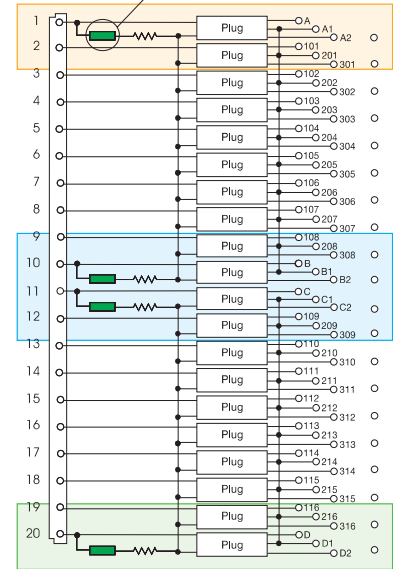 1 Plug A
A1
2 A2
Plug 101
201
3 301
Plug 102
202
4 302
Plug 103
203
5 303
Plug 104
204
6 304
Plug 105
205
7 305
Plug 106
206
8 306
Plug 107
207
9 307
Plug 108
208
10 308
Plug B
B1
11 B2
Plug C
C1
12 C2
Plug 109
209
13 309
Plug 110
210
14 310
Plug 111
211
15 311
Plug 112
212
16 312
Plug 113
213
17 313
Plug 114
214
18 314
Plug 115
215
19 315
Plug 116
216
20 316
Plug D
D1
D2